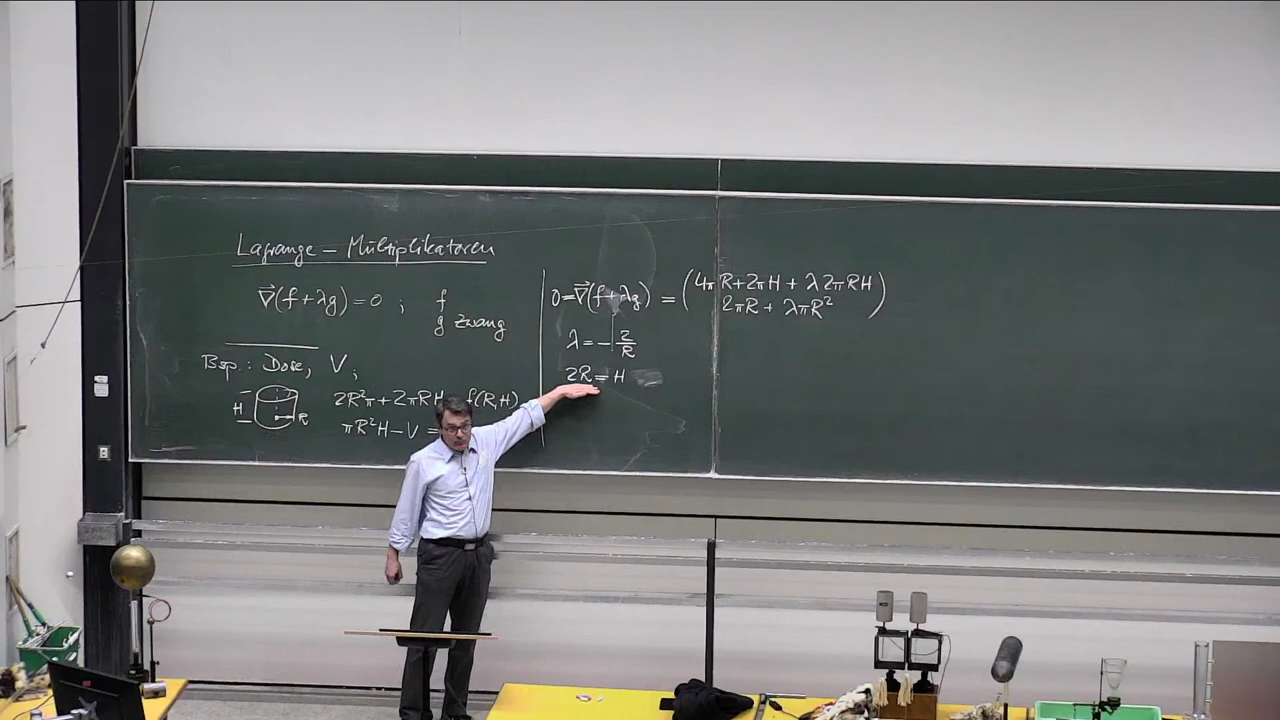 Lagrange – Multiplikatoren
∇⃗(f+λg)=0 ; f
g Zwang
Bsp.: Dose, V,
H R 2R²π+2πRH f(R,H)
πR²H−V =
0=∇⃗(f+λg) = (4πR+2πH + λ2πRH
2πR + λπR²)
λ = −2/R
2R=H